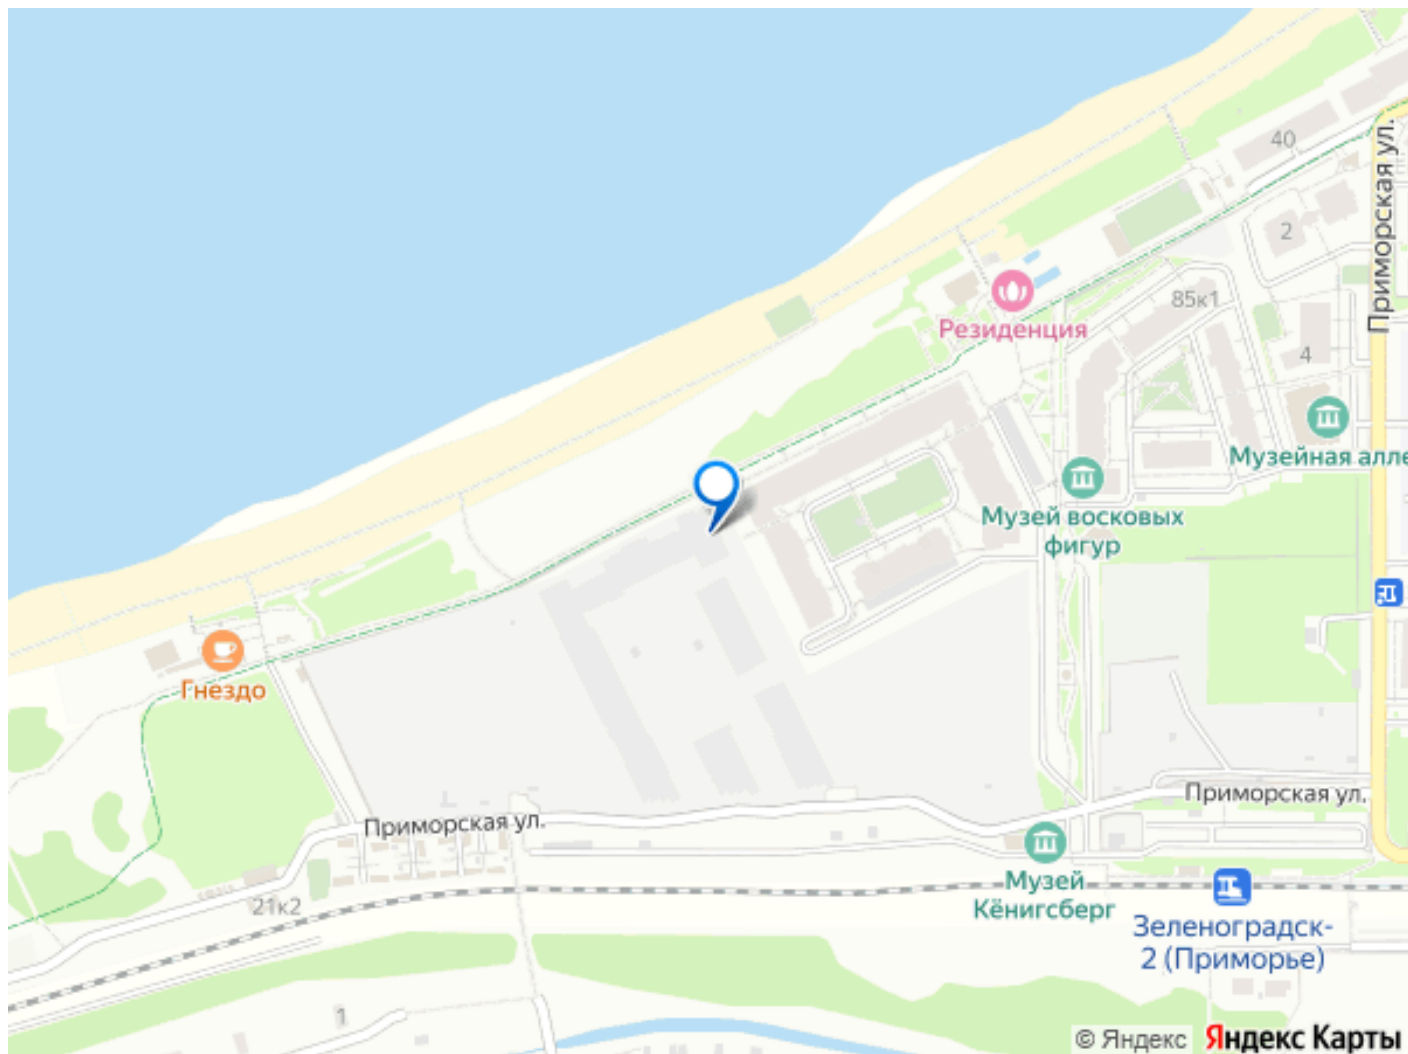 40
Приморская ул.
2
85к1
Резиденция
4
Музейная алле
Музей восковых
фигур
Гнездо
Приморская ул.
Приморская ул.
Музей
Кёнигсберг
21к2
Зеленоградск-
2 (Приморье)
1
© Яндекс Яндекс Карты